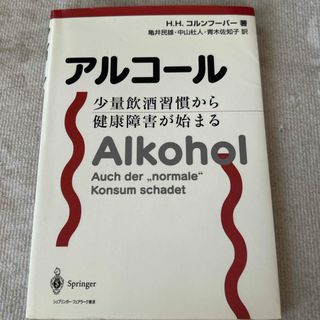 H.H. コルンフーバー 著
亀井民雄・中山杜人・青木佐知子 訳
アルコール
少量飲酒習慣から
健康障害が始まる
Alkohol
Auch der „normale“
Konsum schadet
Springer
シュプリンガー・フェアラーク東京